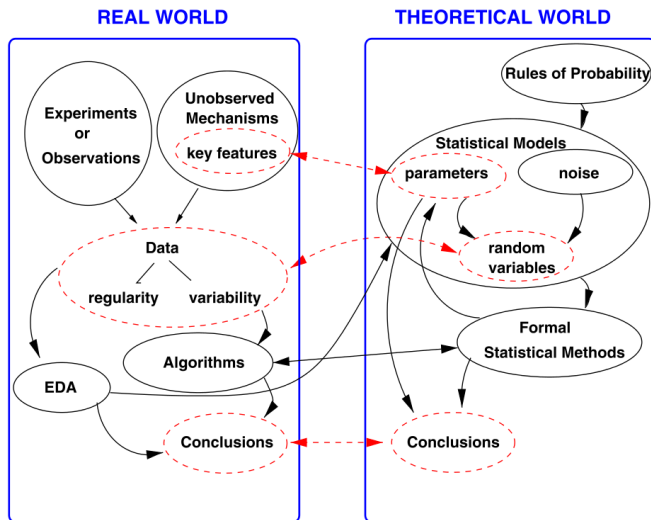 REAL WORLD
THEORETICAL WORLD
Experiments
or
Observations
Unobserved
Mechanisms
key features
Data
regularity
variability
Algorithms
EDA
Conclusions
Rules of Probability
Statistical Models
parameters
noise
random
variables
Formal
Statistical Methods
Conclusions